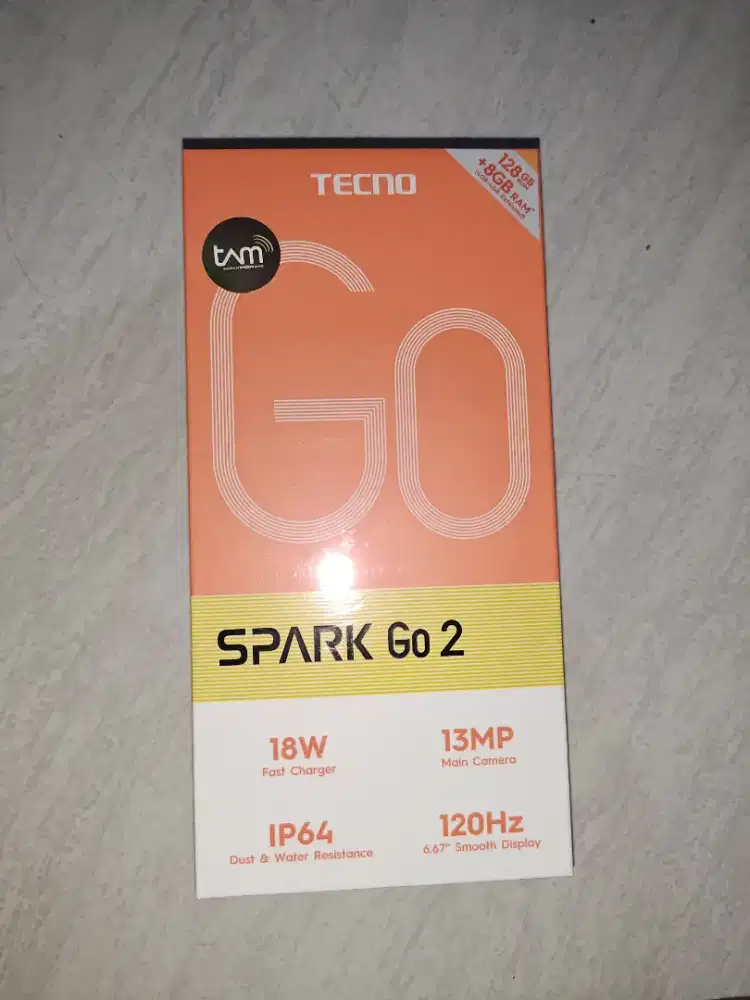 TECNO
128GB
ROM
+8GB RAM*
tam
Go
SPARK Go 2
18W
Fast Charger
13MP
Main Camera
IP64
Dust & Water Resistance
120Hz
6.67" Smooth Display